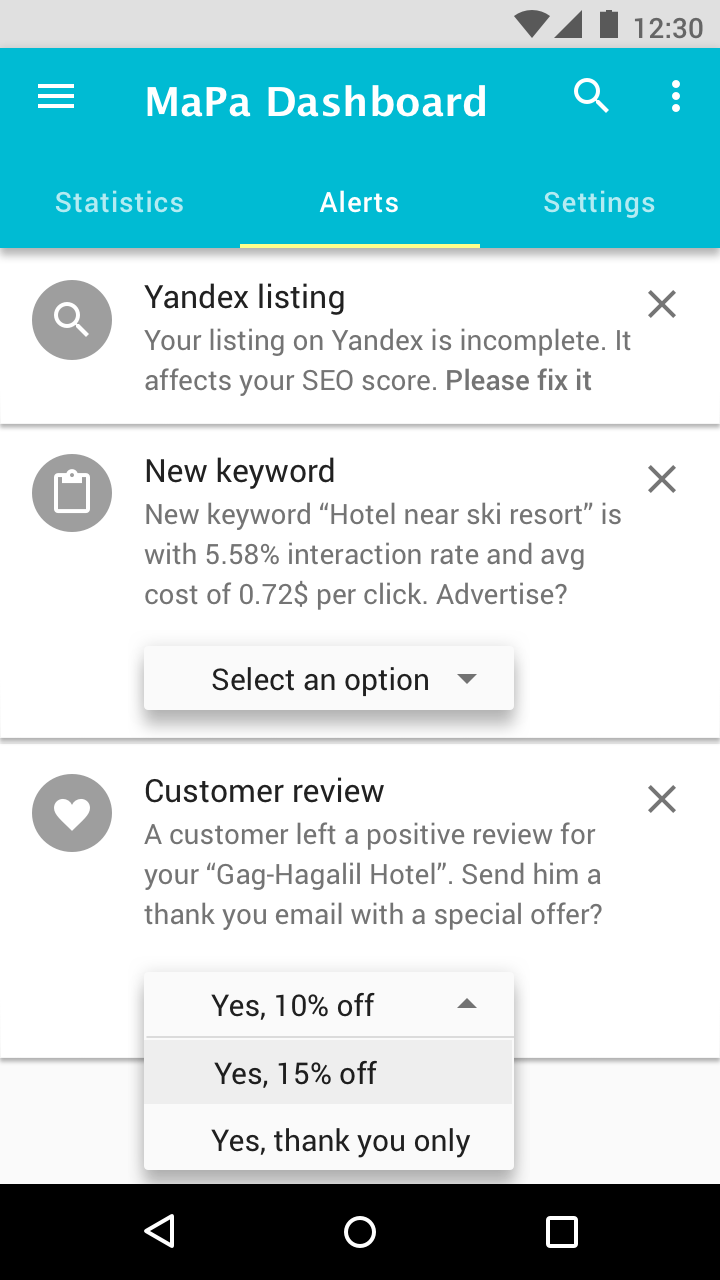 12:30
MaPa Dashboard
Statistics Alerts Settings
Yandex listing
Your listing on Yandex is incomplete. It
affects your SEO score. Please fix it
New keyword
New keyword “Hotel near ski resort” is
with 5.58% interaction rate and avg
cost of 0.72$ per click. Advertise?
Select an option
Customer review
A customer left a positive review for
your “Gag-Hagalil Hotel”. Send him a
thank you email with a special offer?
Yes, 10% off
Yes, 15% off
Yes, thank you only